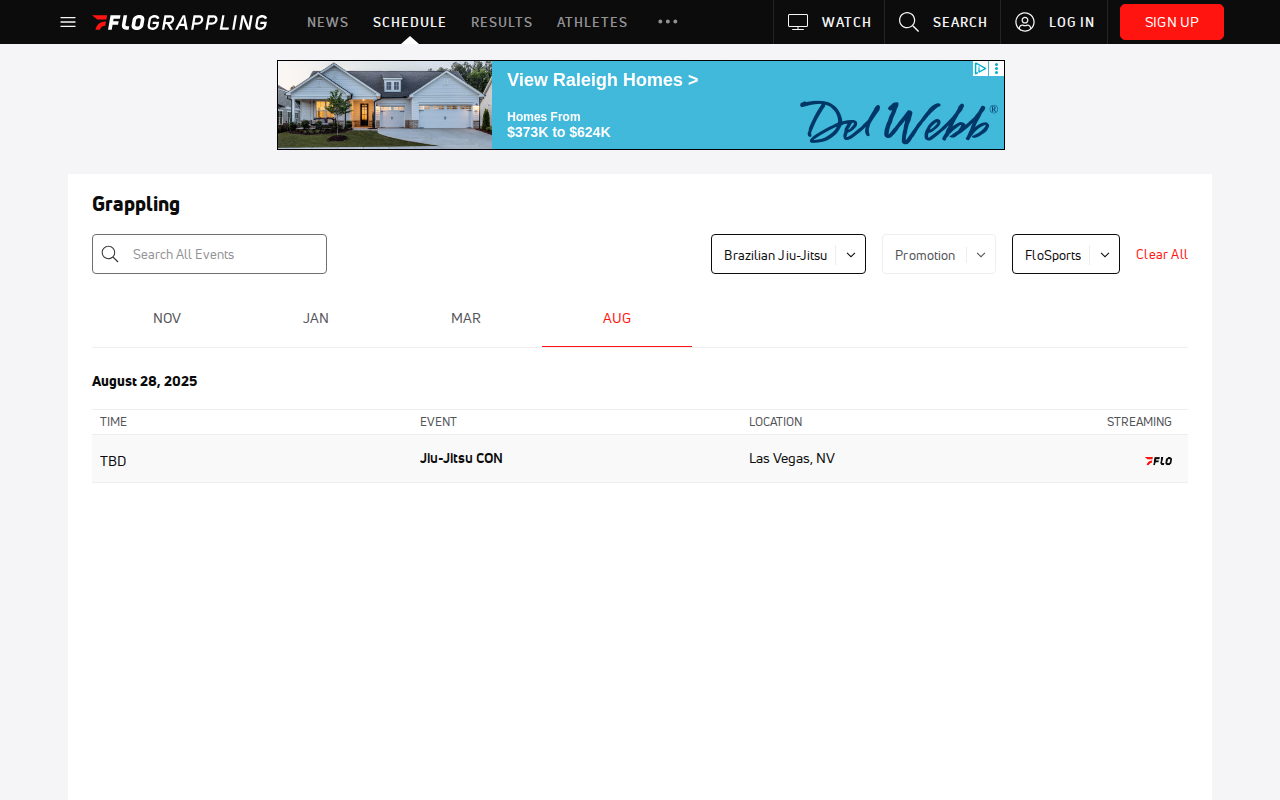 FLOGRAPPLING
NEWS
SCHEDULE
RESULTS
ATHLETES
WATCH
SEARCH
LOG IN
SIGN UP
View Raleigh Homes >
Homes From
$373K to $624K
Del Webb®
Grappling
Search All Events
Brazilian Jiu-Jitsu
Promotion
FloSports
Clear All
NOV
JAN
MAR
AUG
August 28, 2025
TIME
EVENT
LOCATION
STREAMING
TBD
Jiu-Jitsu CON
Las Vegas, NV
FLO